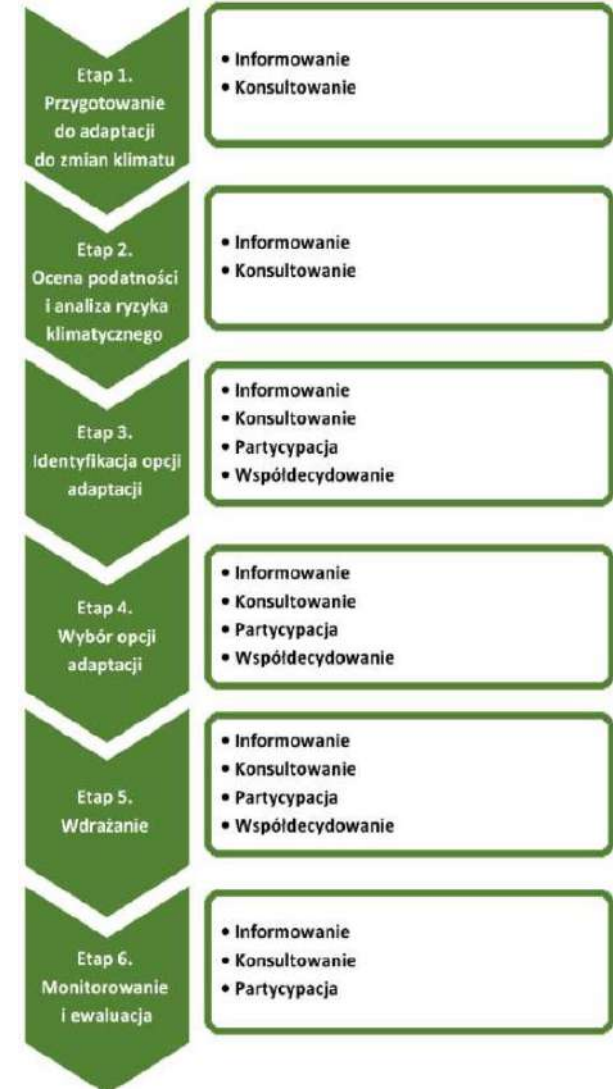 Etap 1.
Przygotowanie
do adaptacji
do zmian klimatu
• Informowanie
• Konsultowanie
Etap 2.
Ocena podatności
i analiza ryzyka
klimatycznego
• Informowanie
• Konsultowanie
Etap 3.
Identyfikacja opcji
adaptacji
• Informowanie
• Konsultowanie
• Partycypacja
• Współdecydowanie
Etap 4.
Wybór opcji
adaptacji
• Informowanie
• Konsultowanie
• Partycypacja
• Współdecydowanie
Etap 5.
Wdrażanie
• Informowanie
• Konsultowanie
• Partycypacja
• Współdecydowanie
Etap 6.
Monitorowanie
i ewaluacja
• Informowanie
• Konsultowanie
• Partycypacja